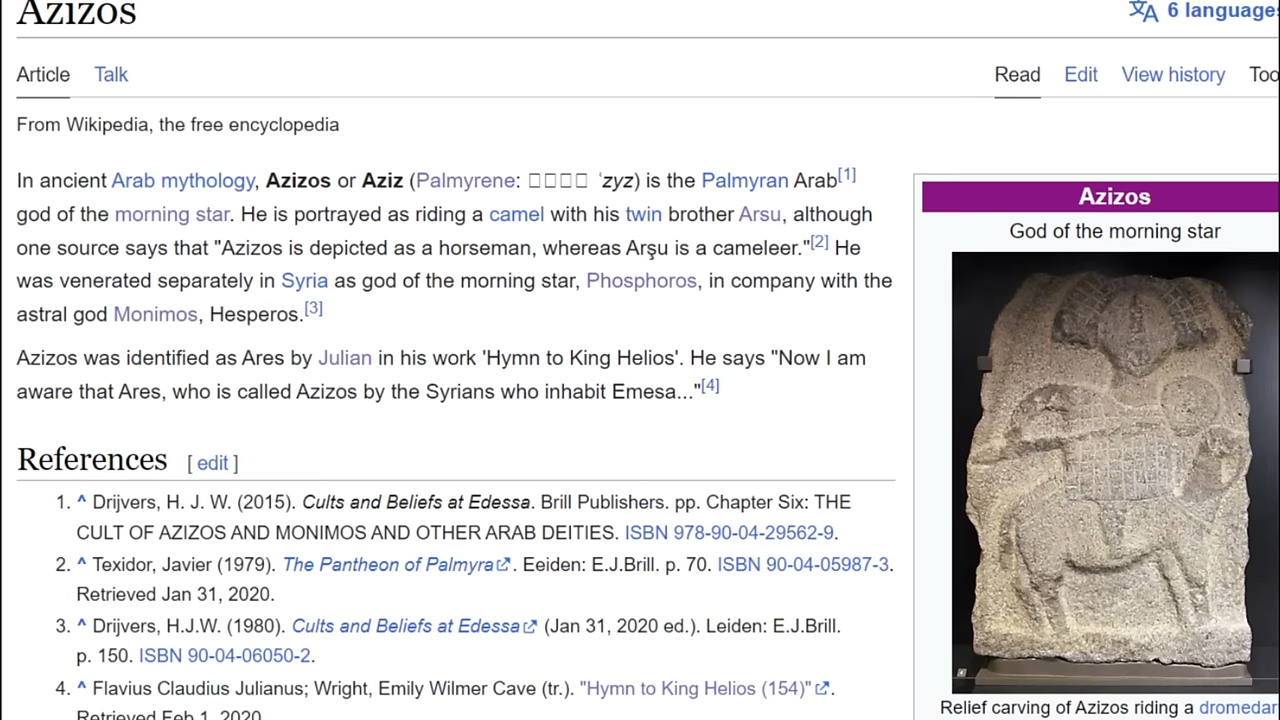 Azizos
6 languages
Article Talk
Read Edit View history Too
From Wikipedia, the free encyclopedia
In ancient Arab mythology, Azizos or Aziz (Palmyrene: □□□□ ʿzyz) is the Palmyran Arab[1]
god of the morning star. He is portrayed as riding a camel with his twin brother Arsu, although
one source says that "Azizos is depicted as a horseman, whereas Arşu is a cameleer."[2] He
was venerated separately in Syria as god of the morning star, Phosphoros, in company with the
astral god Monimos, Hesperos.[3]
Azizos was identified as Ares by Julian in his work 'Hymn to King Helios'. He says "Now I am
aware that Ares, who is called Azizos by the Syrians who inhabit Emesa..."[4]
References [ edit ]
1. ^ Drijvers, H. J. W. (2015). Cults and Beliefs at Edessa. Brill Publishers. pp. Chapter Six: THE
CULT OF AZIZOS AND MONIMOS AND OTHER ARAB DEITIES. ISBN 978-90-04-29562-9.
2. ^ Texidor, Javier (1979). The Pantheon of Palmyra. Eeiden: E.J.Brill. p. 70. ISBN 90-04-05987-3.
Retrieved Jan 31, 2020.
3. ^ Drijvers, H.J.W. (1980). Cults and Beliefs at Edessa (Jan 31, 2020 ed.). Leiden: E.J.Brill.
p. 150. ISBN 90-04-06050-2.
4. ^ Flavius Claudius Julianus; Wright, Emily Wilmer Cave (tr.). "Hymn to King Helios (154)".
Retrieved Feb 1, 2020
Azizos
God of the morning star
Relief carving of Azizos riding a dromedar